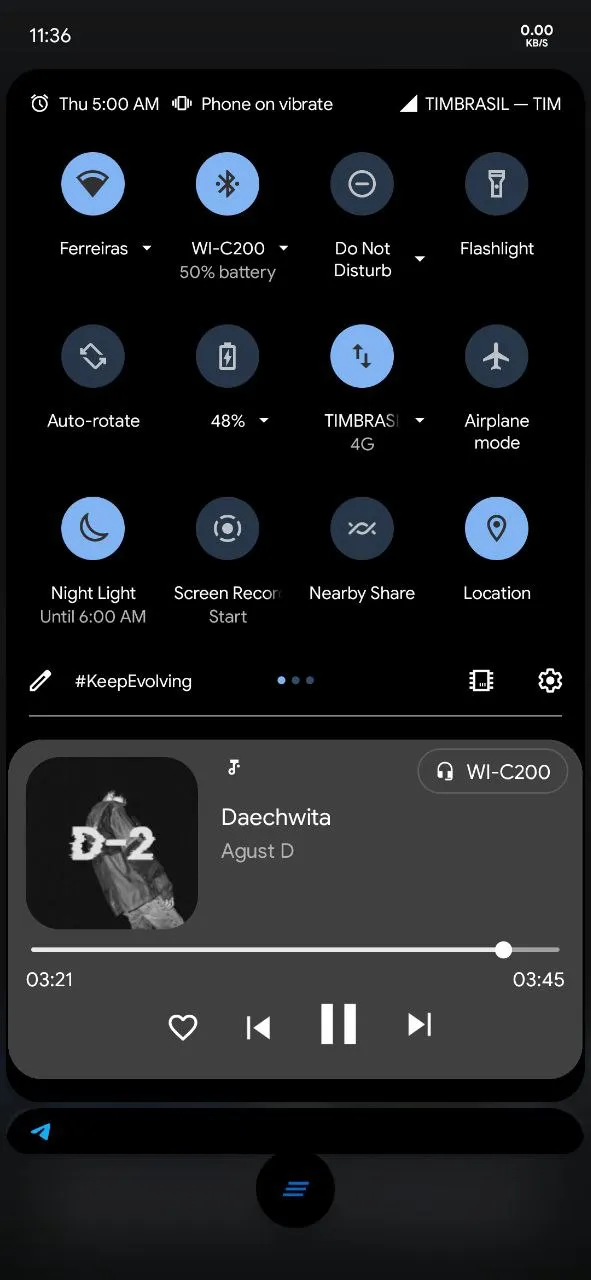 11:36
0.00
KB/S
Thu 5:00 AM
Phone on vibrate
TIMBRASIL — TIM
Ferreiras
WI-C200
50% battery
Do Not
Disturb
Flashlight
Auto-rotate
48%
TIMBRAS
4G
Airplane
mode
Night Light
Until 6:00 AM
Screen Recor
Start
Nearby Share
Location
#KeepEvolving
WI-C200
D-2
Daechwita
Agust D
03:21
03:45